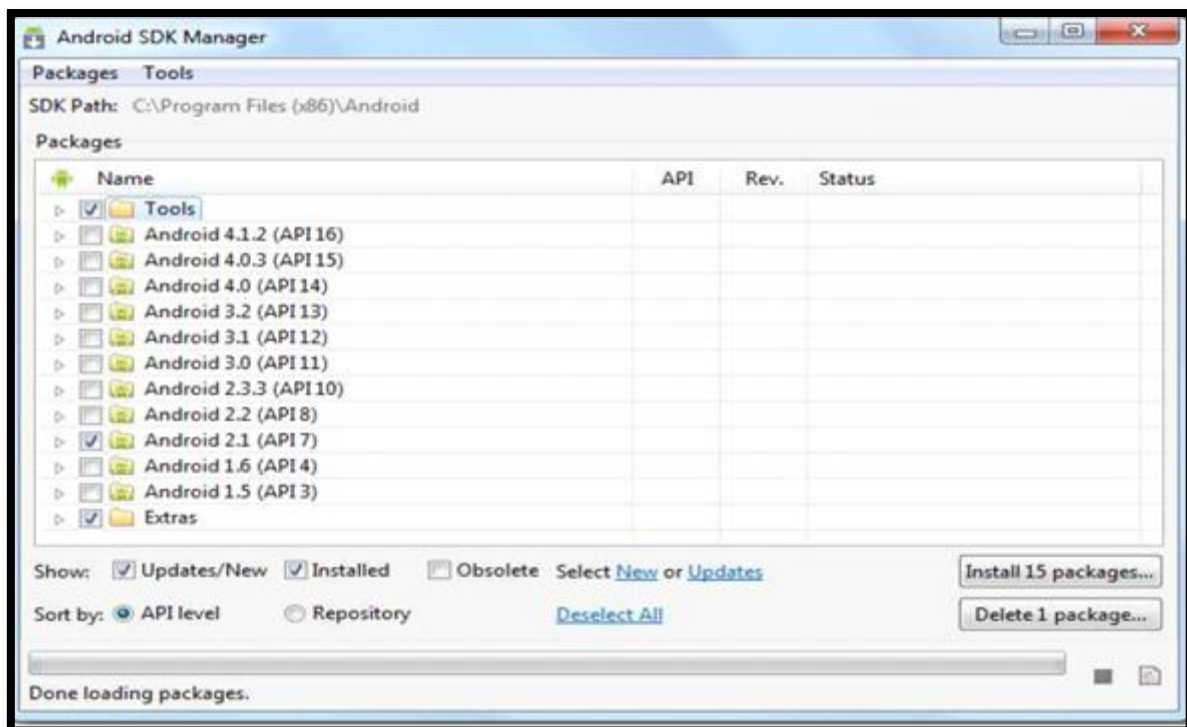 Android SDK Manager
Packages Tools
SDK Path: C:\Program Files (x86)\Android
Packages
Name API Rev. Status
Tools
Android 4.1.2 (API 16)
Android 4.0.3 (API 15)
Android 4.0 (API 14)
Android 3.2 (API 13)
Android 3.1 (API 12)
Android 3.0 (API 11)
Android 2.3.3 (API 10)
Android 2.2 (API 8)
Android 2.1 (API 7)
Android 1.6 (API 4)
Android 1.5 (API 3)
Extras
Show: Updates/New Installed Obsolete Select New or Updates Install 15 packages...
Sort by: API level Repository Deselect All Delete 1 package...
Done loading packages.